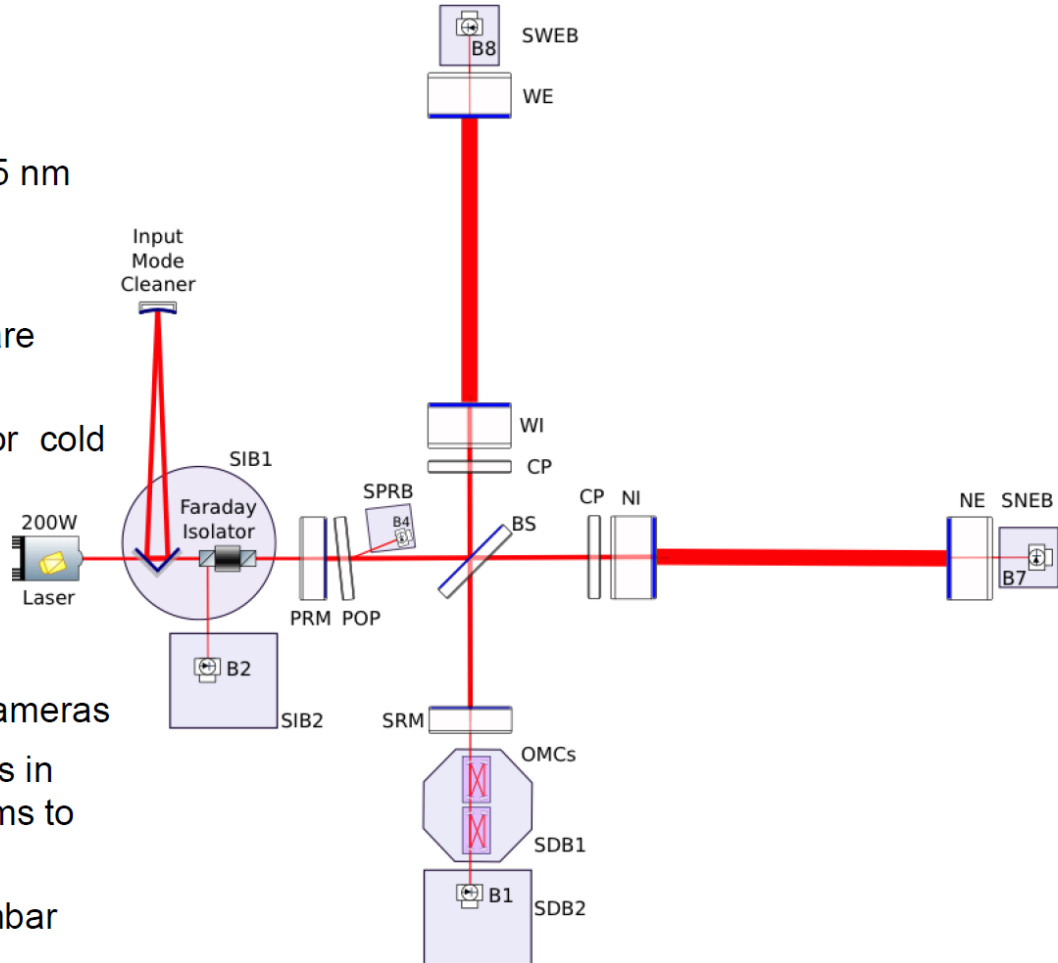 5 nm
are
or cold
ameras
s in
ms to
nbar
B8
SWEB
WE
Input
Mode
Cleaner
WI
CP
SIB1
Faraday
Isolator
SPRB
B4
BS
CP
NI
NE
SNEB
200W
Laser
B7
PRM
POP
B2
SIB2
SRM
OMCs
SDB1
B1
SDB2